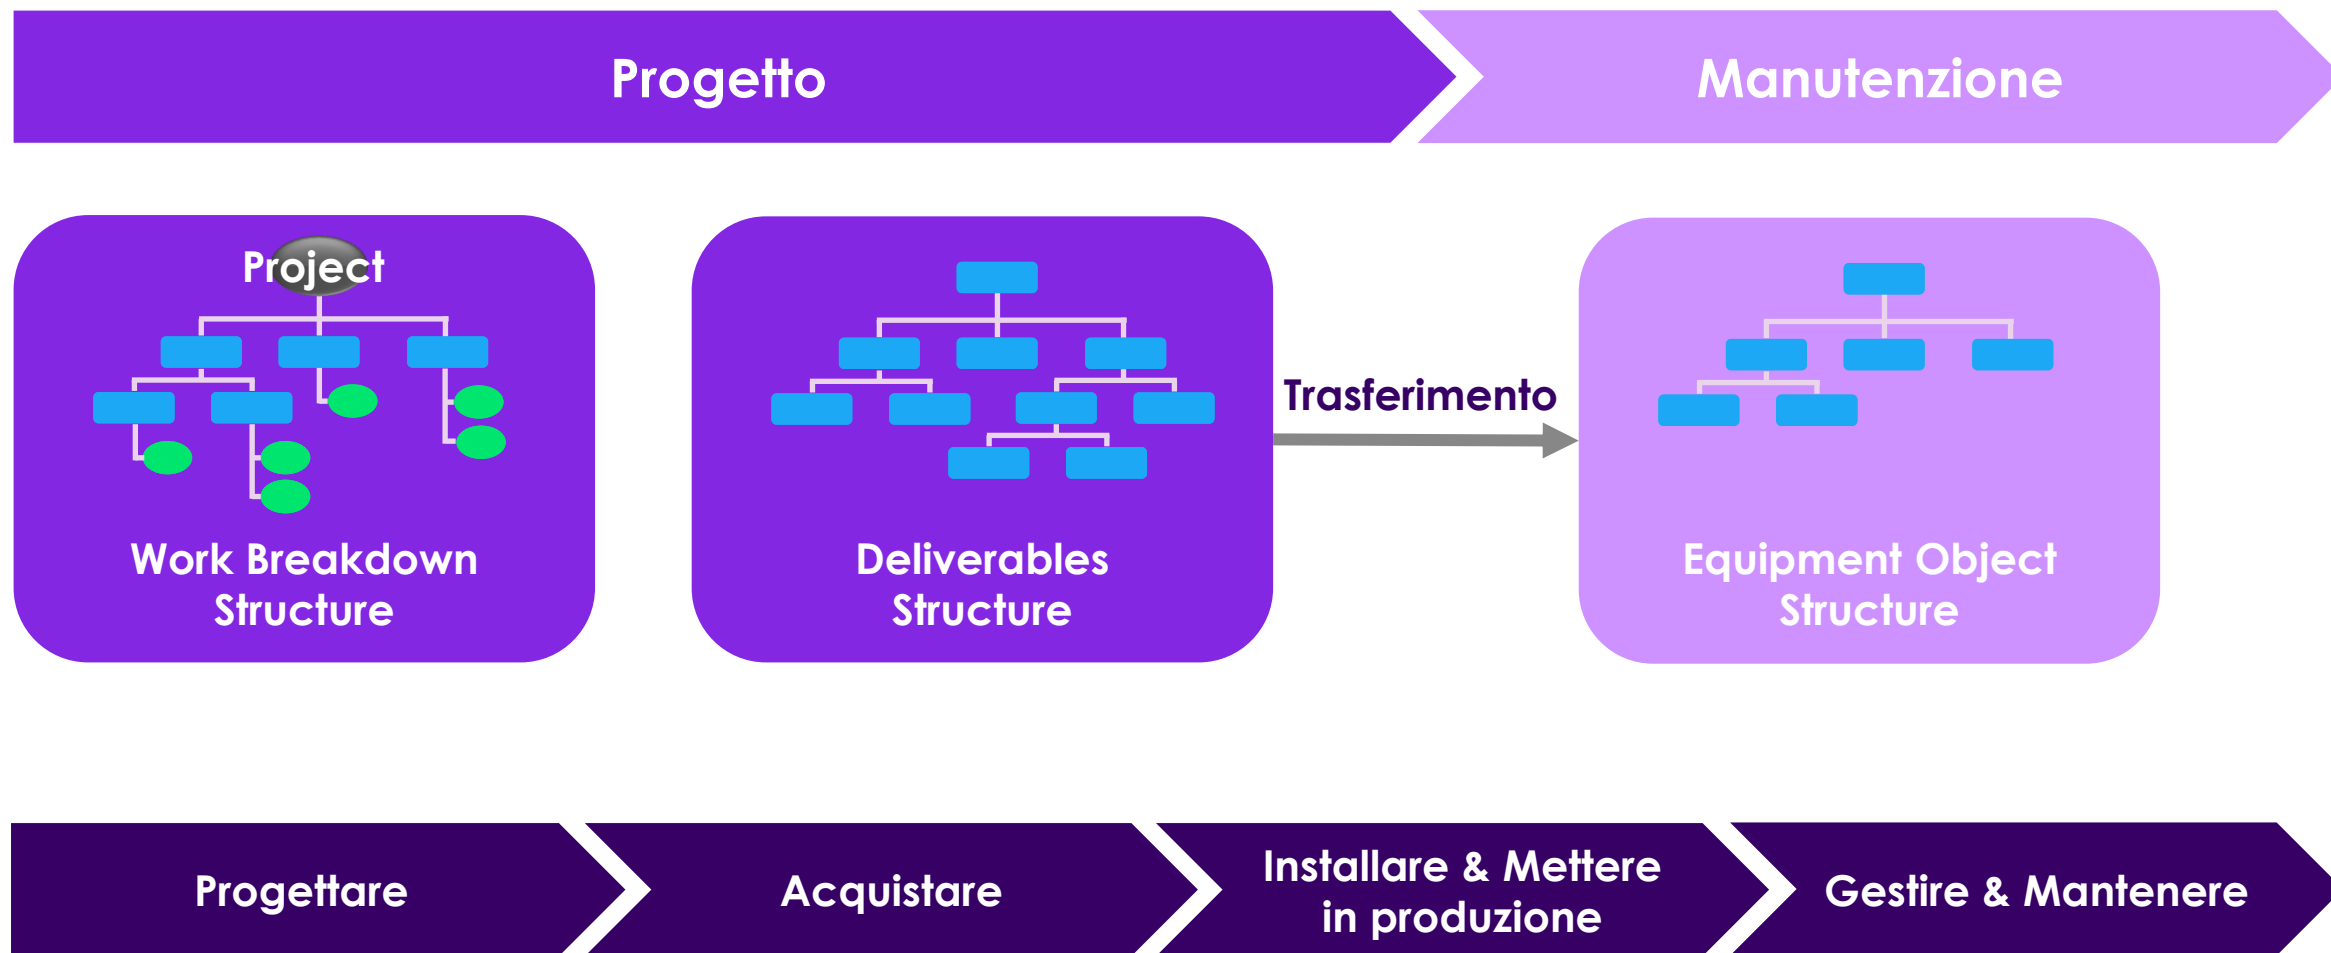 Progetto
Manutenzione
Project
Work Breakdown
Structure
Deliverables
Structure
Trasferimento
Equipment Object
Structure
Progettare
Acquistare
Installare & Mettere
in produzione
Gestire & Mantenere